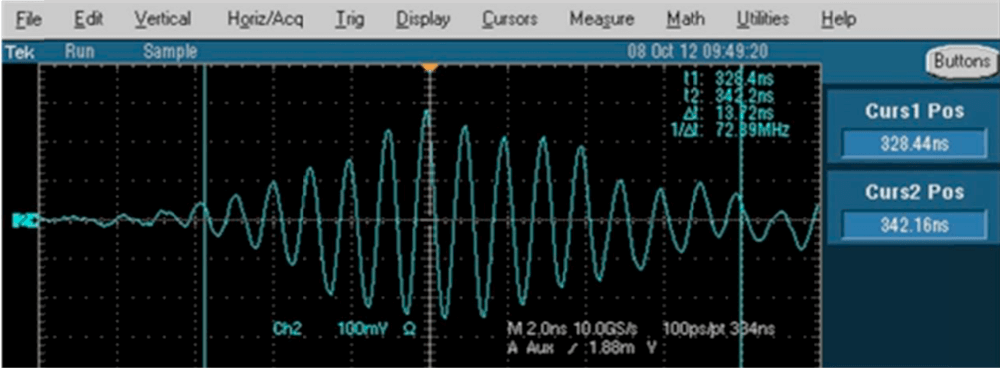 File Edit Vertical Horiz/Acq Trig Display Cursors Measure Math Utilities Help
Tek Run Sample 08 Oct 12 09:49:20
Buttons
t1: 328.4ns
t2: 342.2ns
Δt: 13.72ns
1/Δt: 72.89MHz
Curs1 Pos
328.44ns
Curs2 Pos
342.16ns
Ch2 100mV Ω M 2.0ns 10.0GS/s 100ps/pt 334ns
A Aux ∕ 1.88m V